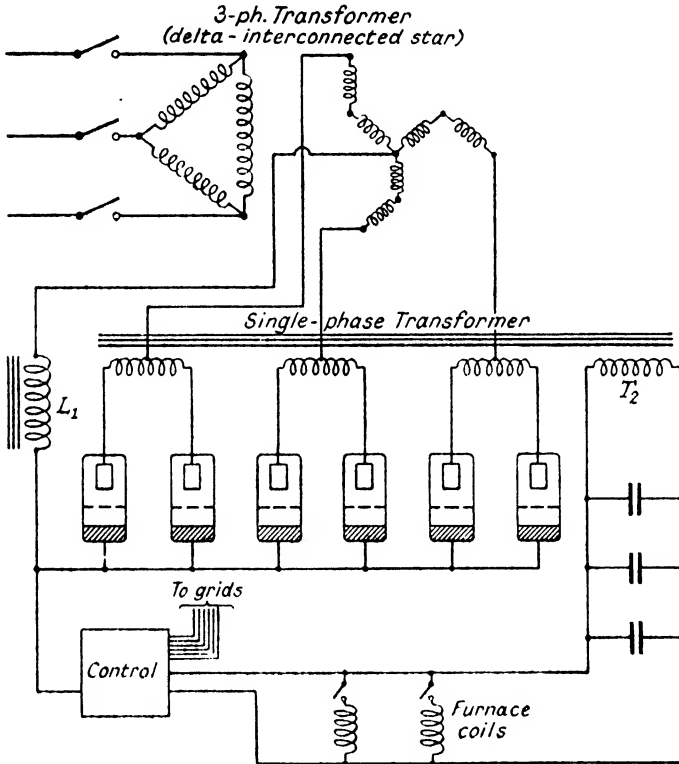 3-ph. Transformer
(delta-interconnected star)
Single-phase Transformer
L1
T2
To grids
Control
Furnace
coils